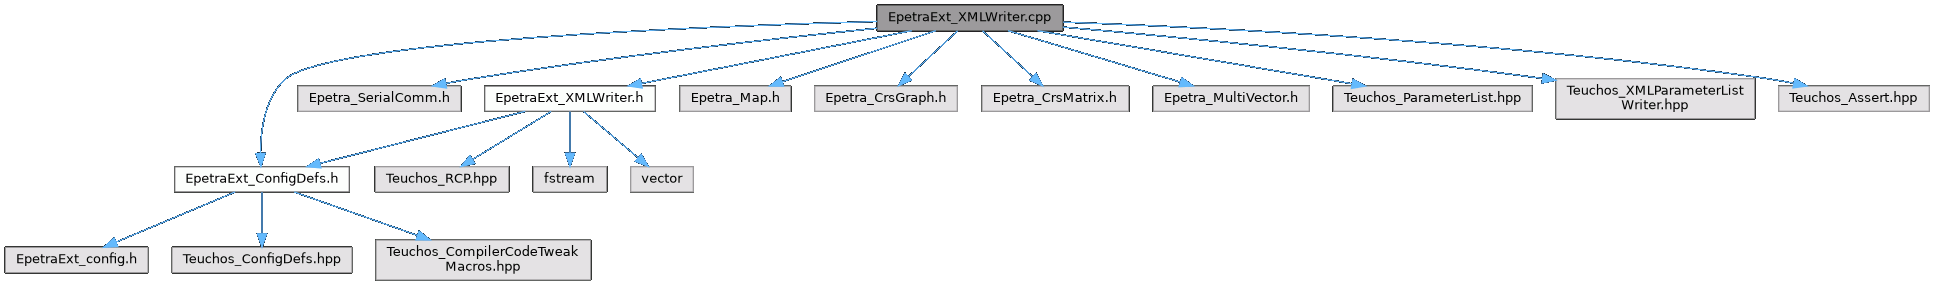 EpetraExt_XMLWriter.cpp
Epetra_SerialComm.h
EpetraExt_XMLWriter.h
Epetra_Map.h
Epetra_CrsGraph.h
Epetra_CrsMatrix.h
Epetra_MultiVector.h
Teuchos_ParameterList.hpp
Teuchos_XMLParameterList
Writer.hpp
Teuchos_Assert.hpp
EpetraExt_ConfigDefs.h
Teuchos_RCP.hpp
fstream
vector
EpetraExt_config.h
Teuchos_ConfigDefs.hpp
Teuchos_CompilerCodeTweak
Macros.hpp